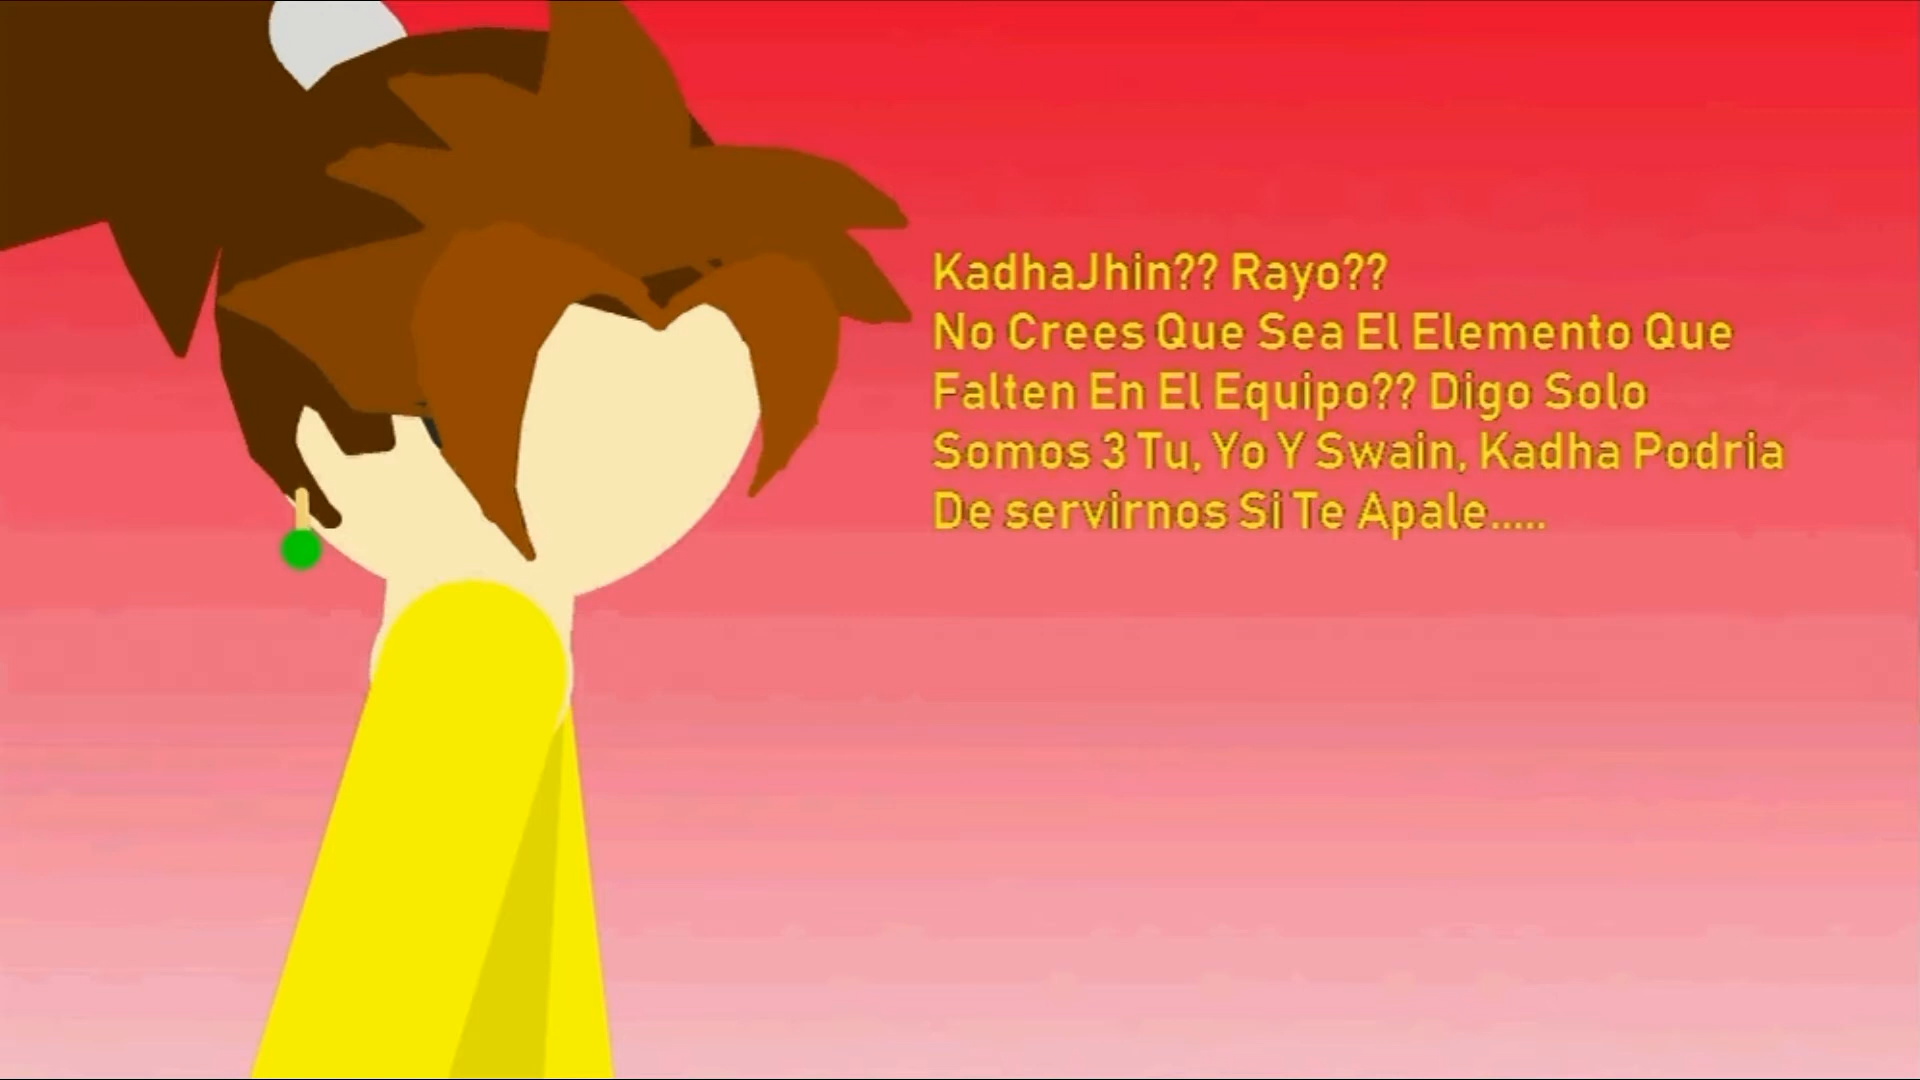 KadhaJhin?? Rayo??
No Crees Que Sea El Elemento Que
Falten En El Equipo?? Digo Solo
Somos 3 Tu, Yo Y Swain, Kadha Podria
De servirnos Si Te Apale.....